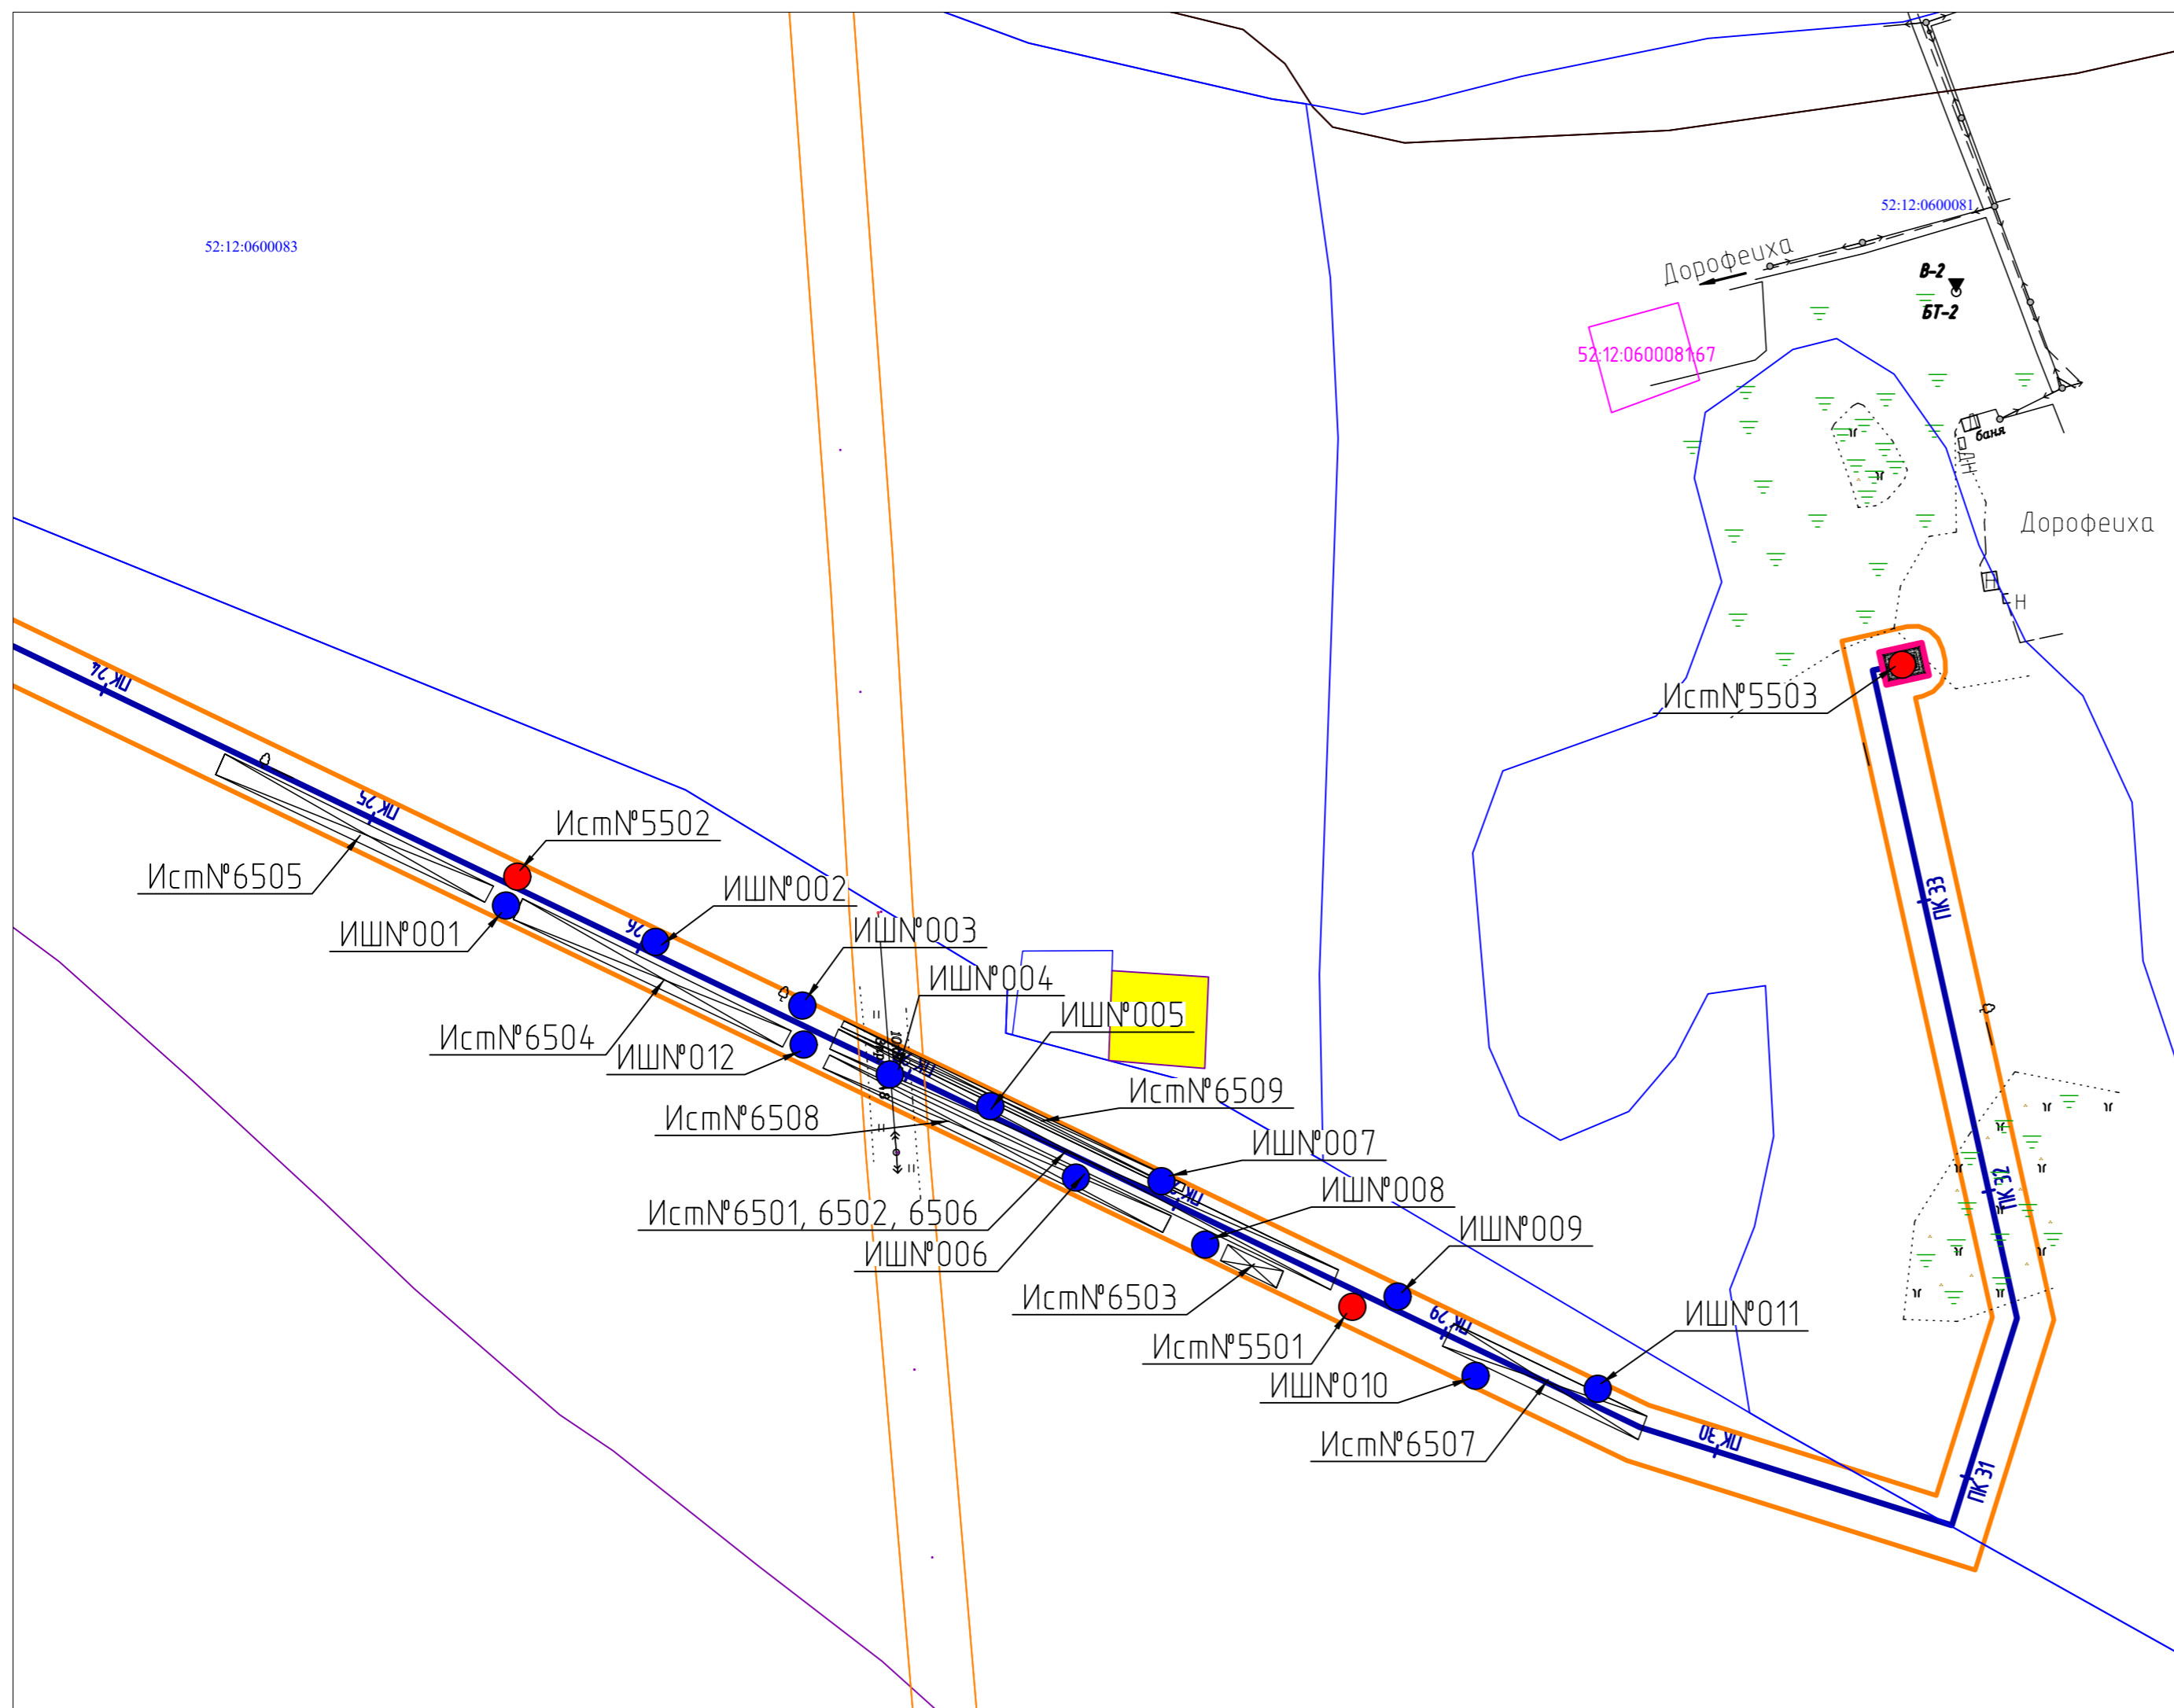 52:12:0600083
52:12:0600081
Дорофеиха
В-2
БТ-2
52:12:060008167
баня
Дорофеиха
Н
Н
ИстN°5503
ПК 24
ПК 25
ИстN°5502
ИстN°6505
ИШN°002
ПК 33
ИШN°001
26
ИШN°003
ИШN°004
ИШN°005
ИстN°6504
ИШN°012
ПК
ИстN°6509
ИстN°6508
ИШN°007
ПК 32
ИШN°008
ПК
ИстN°6501, 6502, 6506
ИШN°009
ИШN°006
ИстN°6503
ИШN°011
ПК 29
ИстN°5501
ИШN°010
ИстN°6507
ПК 30
ПК 31